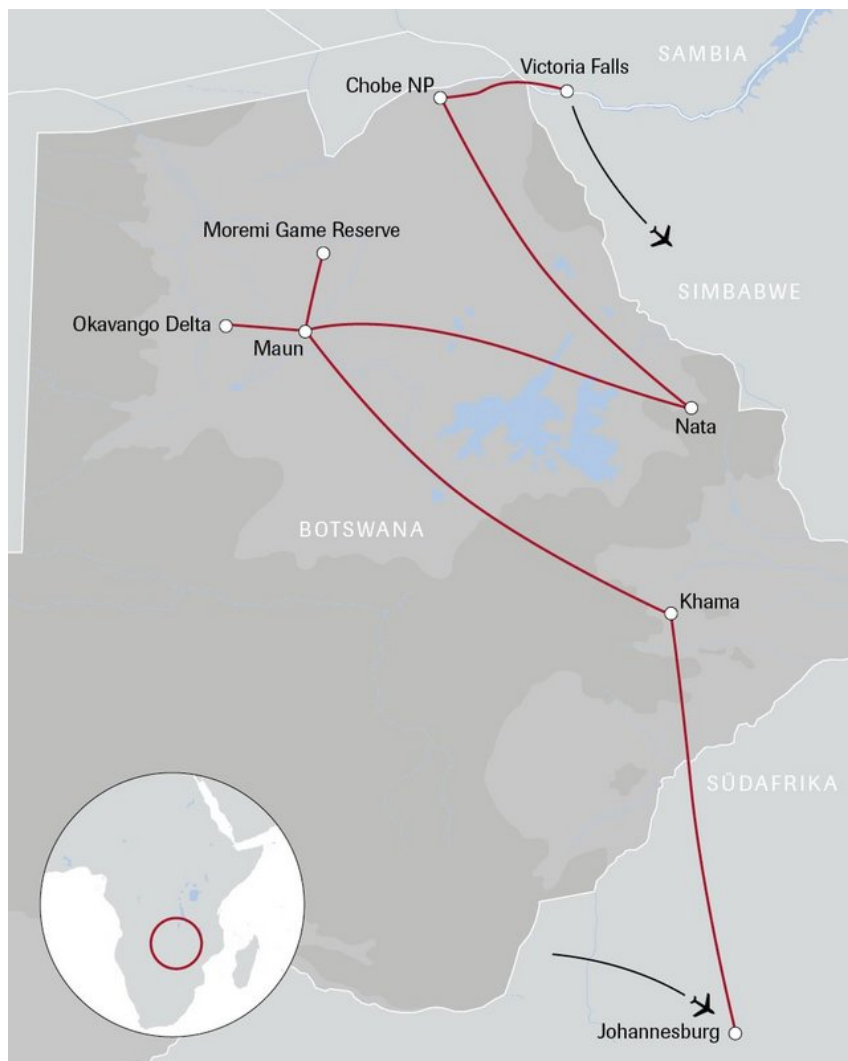 SAMBIA
Victoria Falls
Chobe NP
Moremi Game Reserve
SIMBABWE
Okavango Delta
Maun
Nata
BOTSWANA
Khama
SÜDAFRIKA
Johannesburg